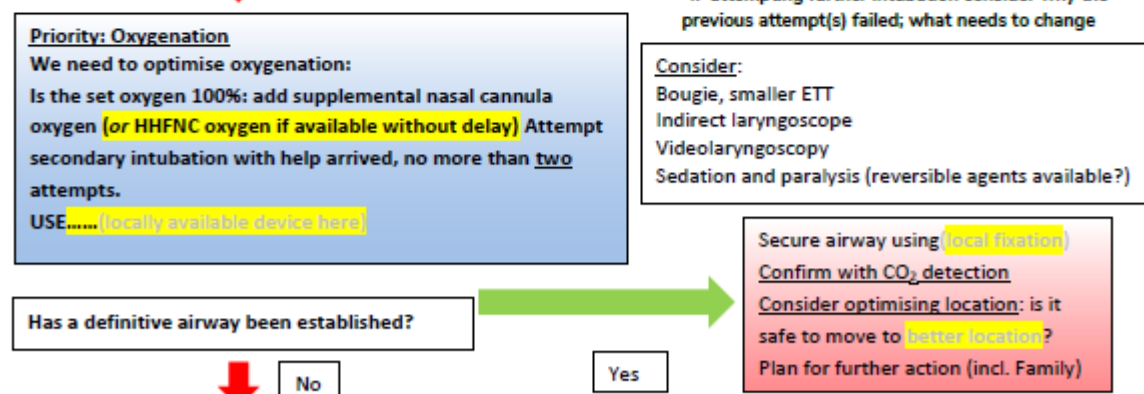 Priority: Oxygenation
We need to optimise oxygenation:
Is the set oxygen 100%: add supplemental nasal cannula
oxygen (or HHFNC oxygen if available without delay) Attempt
secondary intubation with help arrived, no more than two
attempts.
USE......(locally available device here)
previous attempt(s) failed; what needs to change
Consider:
Bougie, smaller ETT
Indirect laryngoscope
Videolaryngoscopy
Sedation and paralysis (reversible agents available?)
Secure airway using(local fixation)
Confirm with CO2 detection
Consider optimising location: is it
safe to move to better location?
Plan for further action (incl. Family)
Has a definitive airway been established?
No
Yes